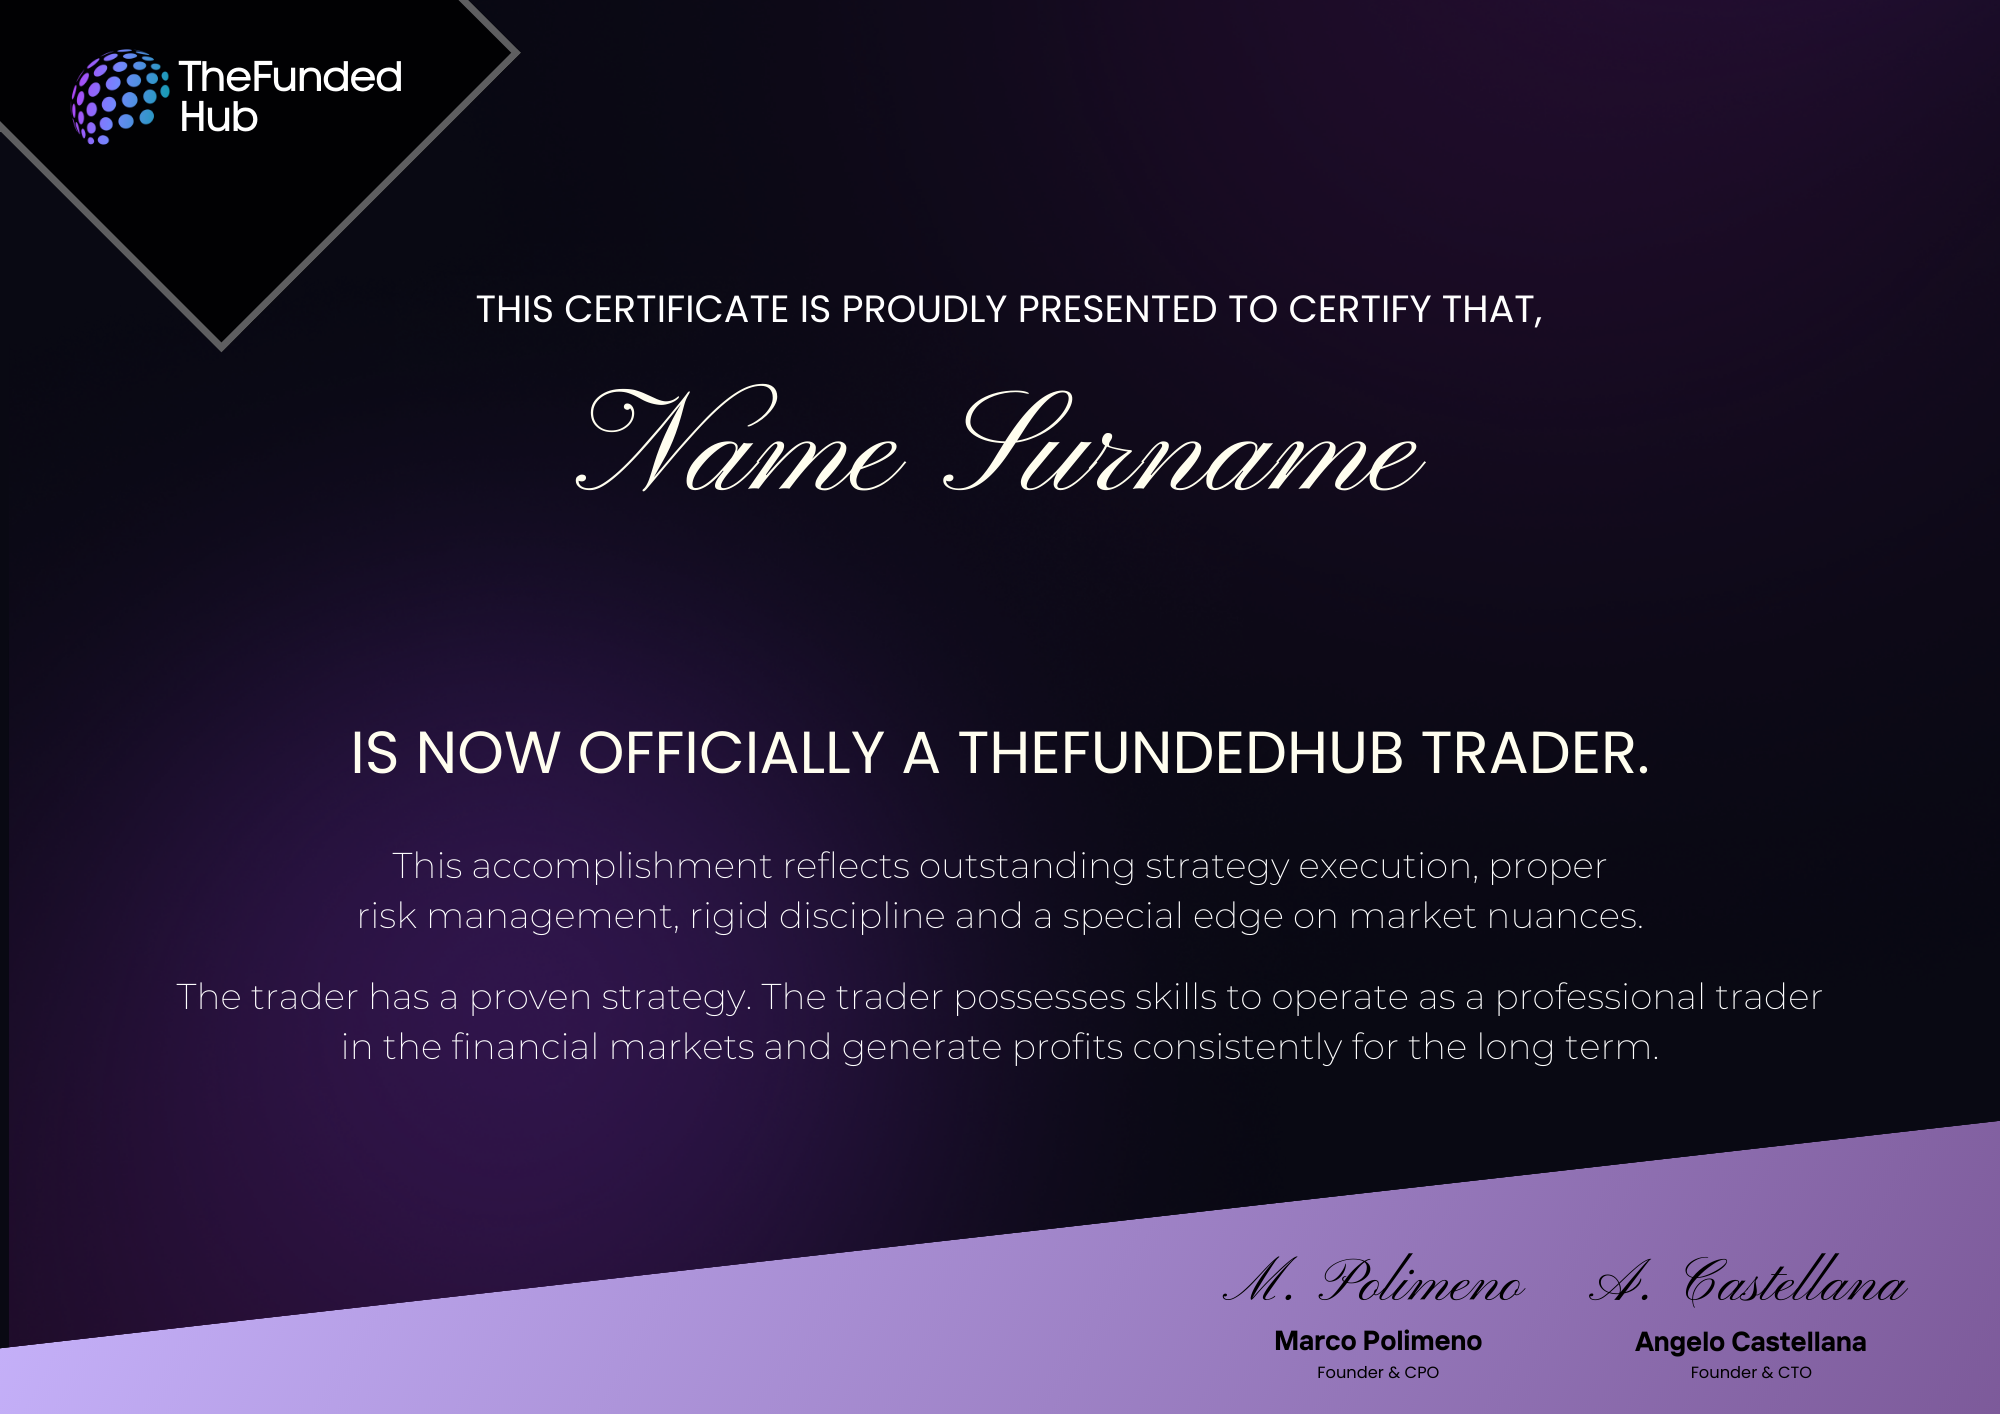 TheFunded
Hub
THIS CERTIFICATE IS PROUDLY PRESENTED TO CERTIFY THAT,
Name Surname
IS NOW OFFICIALLY A THEFUNDEDHUB TRADER.
This accomplishment reflects outstanding strategy execution, proper
risk management, rigid discipline and a special edge on market nuances.
The trader has a proven strategy. The trader possesses skills to operate as a professional trader
in the financial markets and generate profits consistently for the long term.
M. Polimeno
Marco Polimeno
Founder & CPO
A. Castellana
Angelo Castellana
Founder & CTO